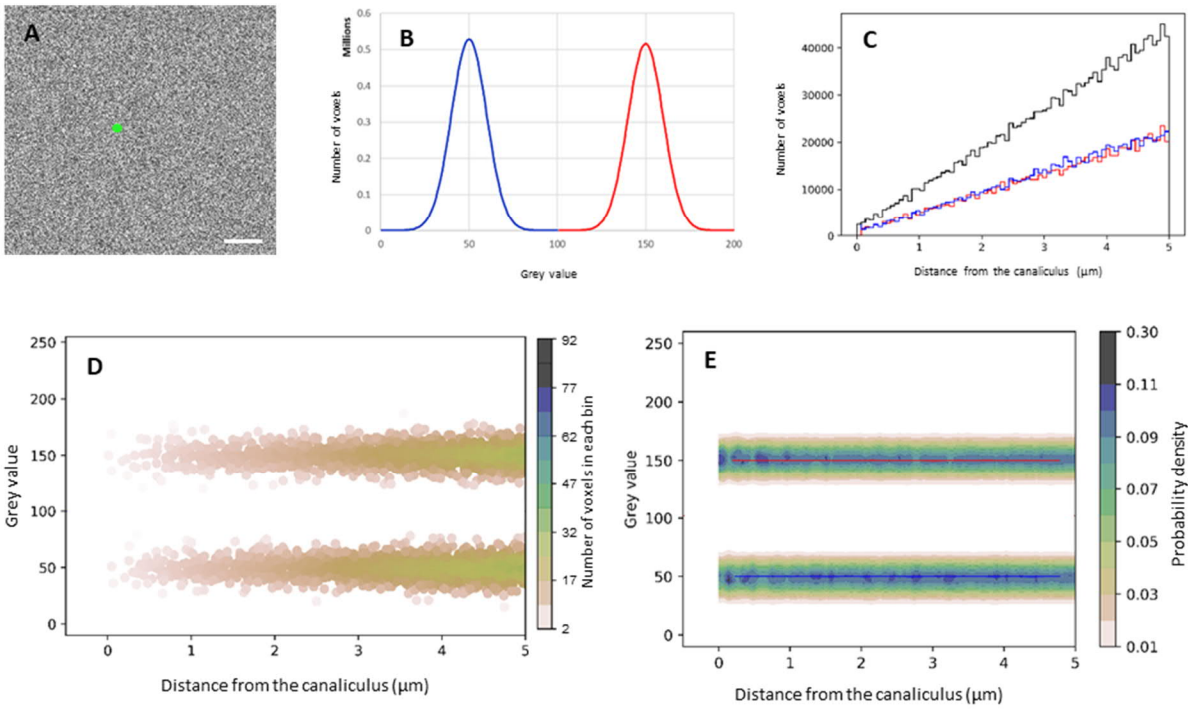 A
B
Millions
Number of voxels
0.6
0.5
0.4
0.3
0.2
0.1
0
0 50 100 150 200
Grey value
C
Number of voxels
40000
30000
20000
10000
0
0 1 2 3 4 5
Distance from the canaliculus (μm)
D
Grey value
250
200
150
100
50
0
0 1 2 3 4 5
Distance from the canaliculus (μm)
92
77
62
47
32
17
2
Number of voxels in each bin
E
Grey value
250
200
150
100
50
0
0 1 2 3 4 5
Distance from the canaliculus (μm)
0.30
0.11
0.09
0.07
0.05
0.03
0.01
Probability density